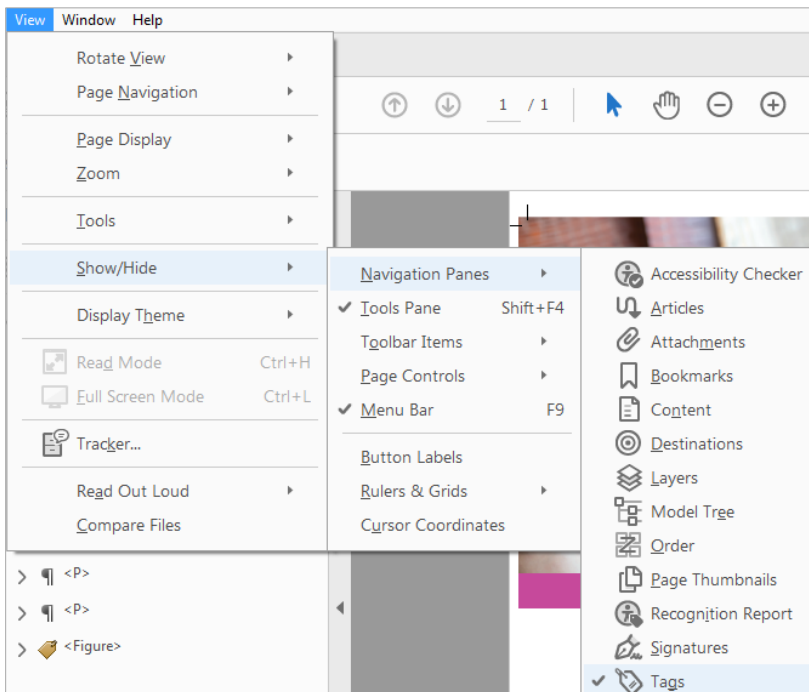 View Window Help
Rotate View
Page Navigation
1 / 1
Page Display
Zoom
Tools
Show/Hide
Navigation Panes
Accessibility Checker
Tools Pane Shift+F4
Articles
Display Theme
Toolbar Items
Attachments
Read Mode Ctrl+H
Page Controls
Bookmarks
Full Screen Mode Ctrl+L
Menu Bar F9
Content
Tracker...
Button Labels
Destinations
Read Out Loud
Rulers & Grids
Layers
Compare Files
Cursor Coordinates
Model Tree
Order
<P>
Page Thumbnails
<P>
Recognition Report
<Figure>
Signatures
Tags